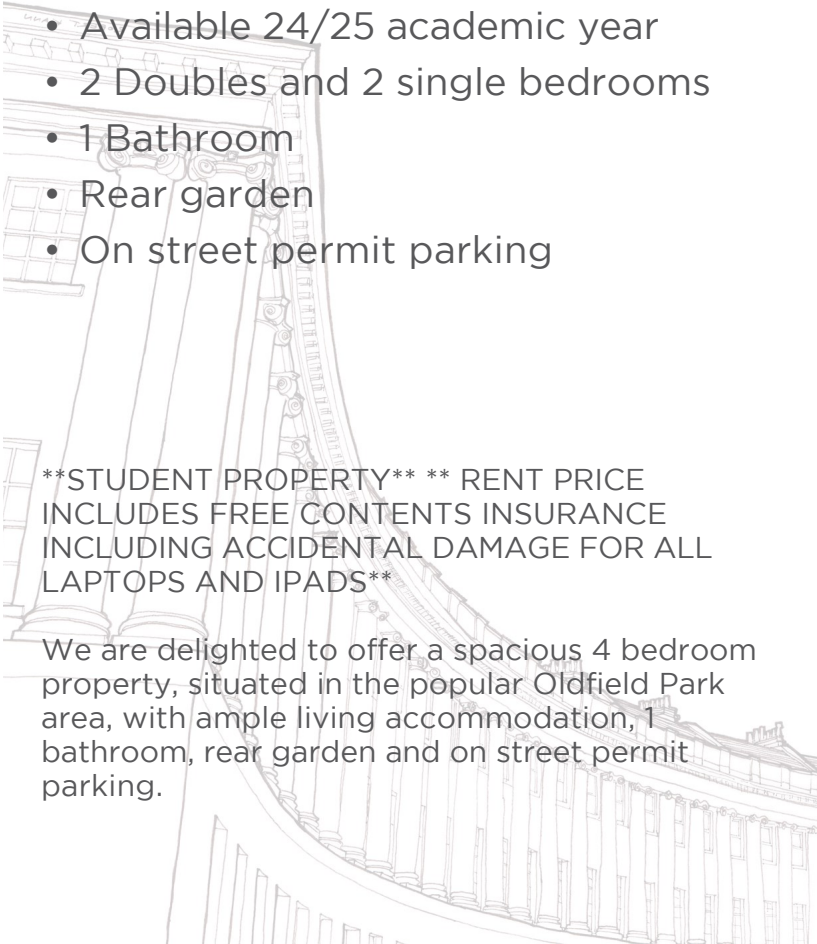 • Available 24/25 academic year
• 2 Doubles and 2 single bedrooms
• 1 Bathroom
• Rear garden
• On street permit parking
**STUDENT PROPERTY** ** RENT PRICE
INCLUDES FREE CONTENTS INSURANCE
INCLUDING ACCIDENTAL DAMAGE FOR ALL
LAPTOPS AND IPADS**
We are delighted to offer a spacious 4 bedroom
property, situated in the popular Oldfield Park
area, with ample living accommodation, 1
bathroom, rear garden and on street permit
parking.